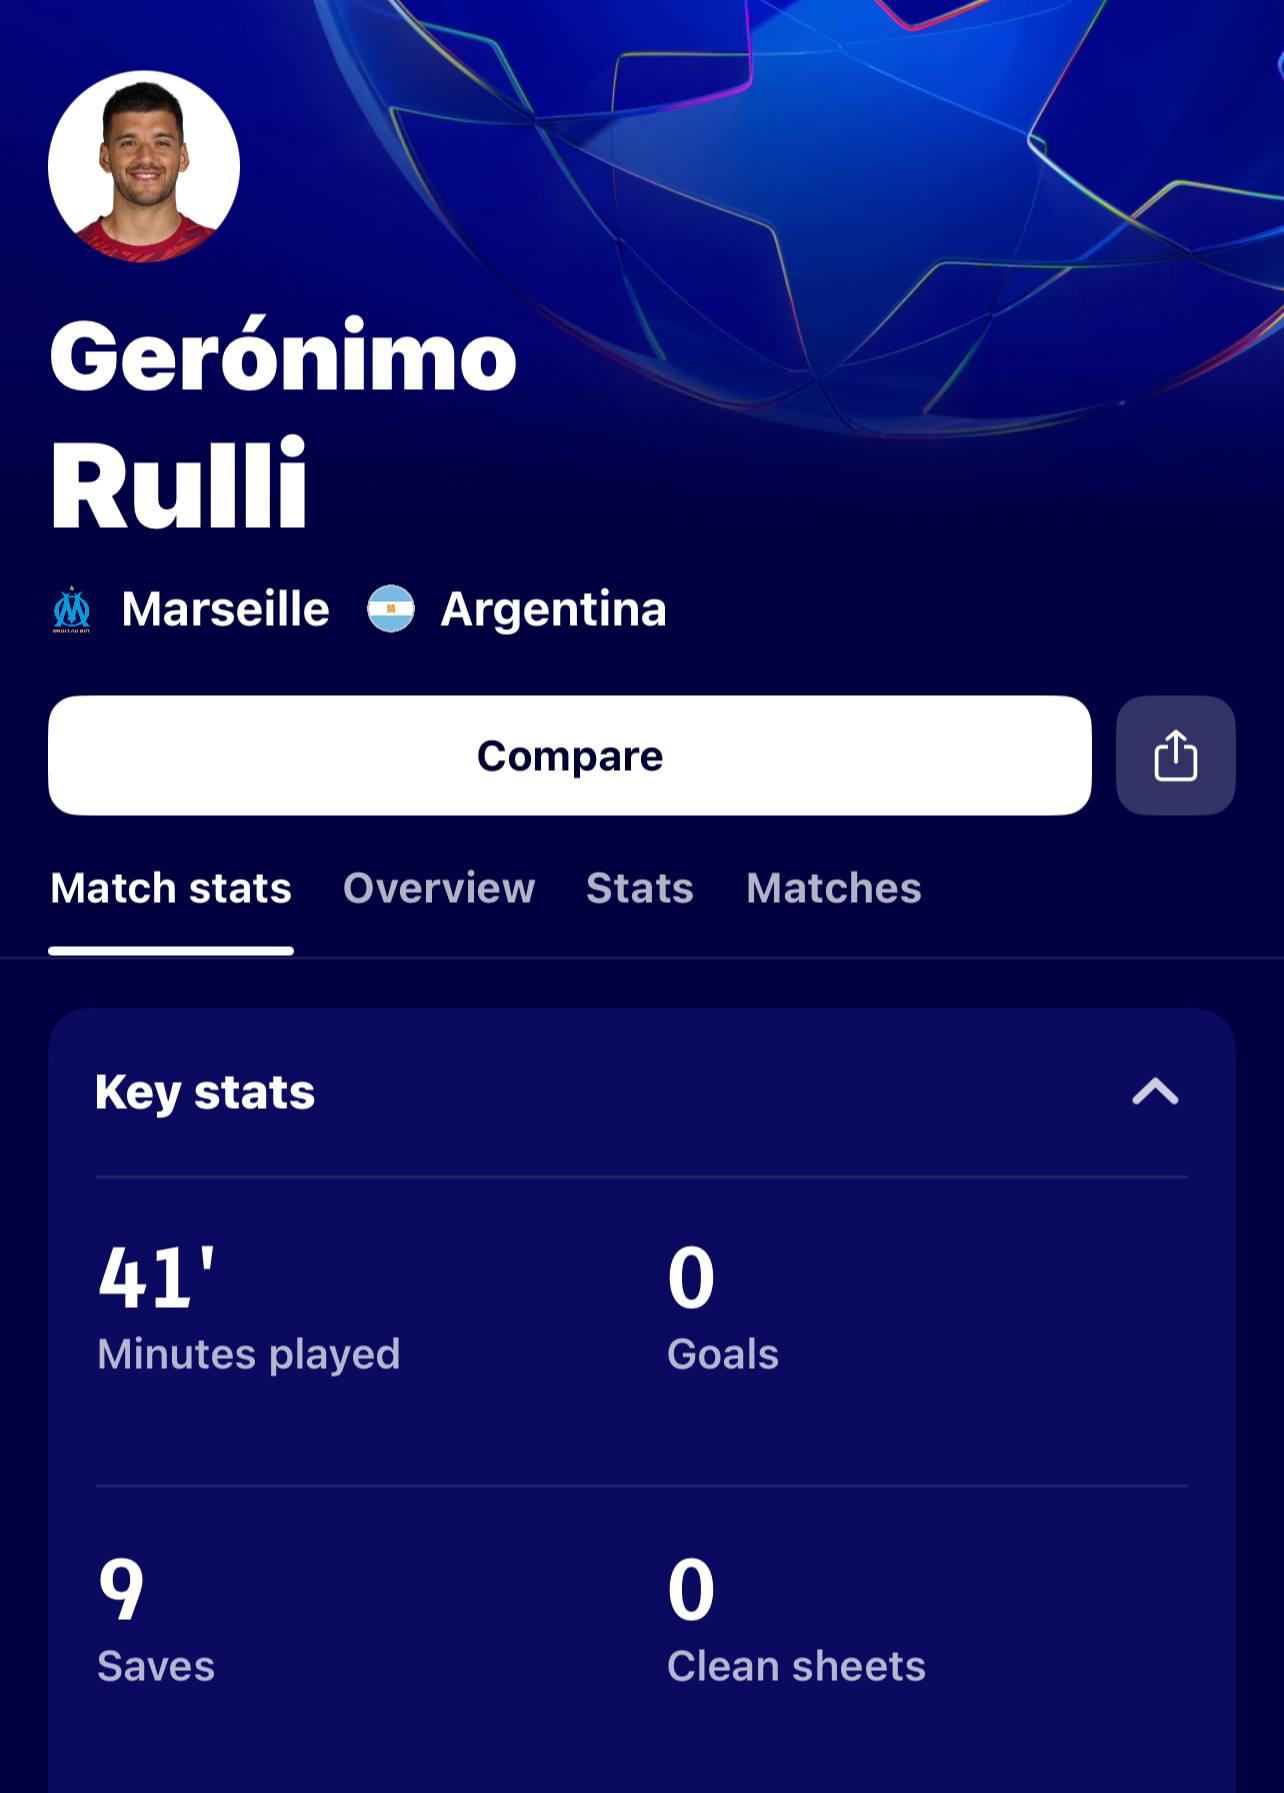 Gerónimo
Rulli
Marseille Argentina
Compare
Match stats Overview Stats Matches
Key stats
41' 0
Minutes played Goals
9 0
Saves Clean sheets